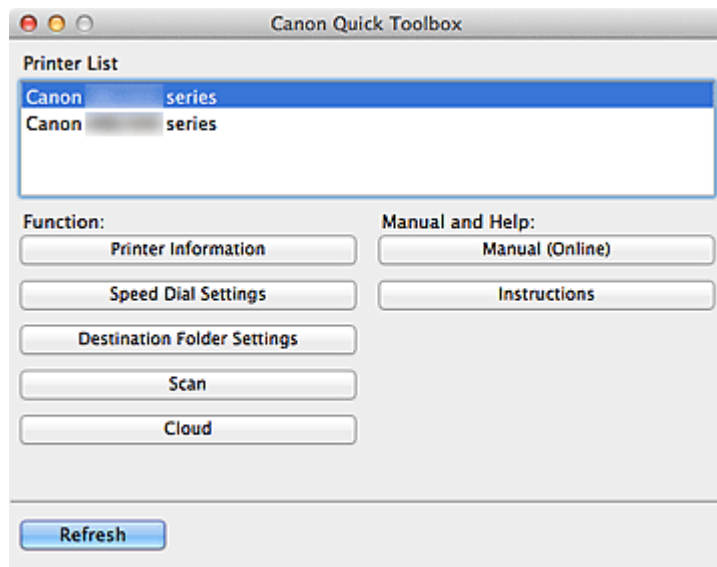 Canon Quick Toolbox
Printer List
Canon series
Canon series
Function:
Printer Information
Speed Dial Settings
Destination Folder Settings
Scan
Cloud
Manual and Help:
Manual (Online)
Instructions
Refresh